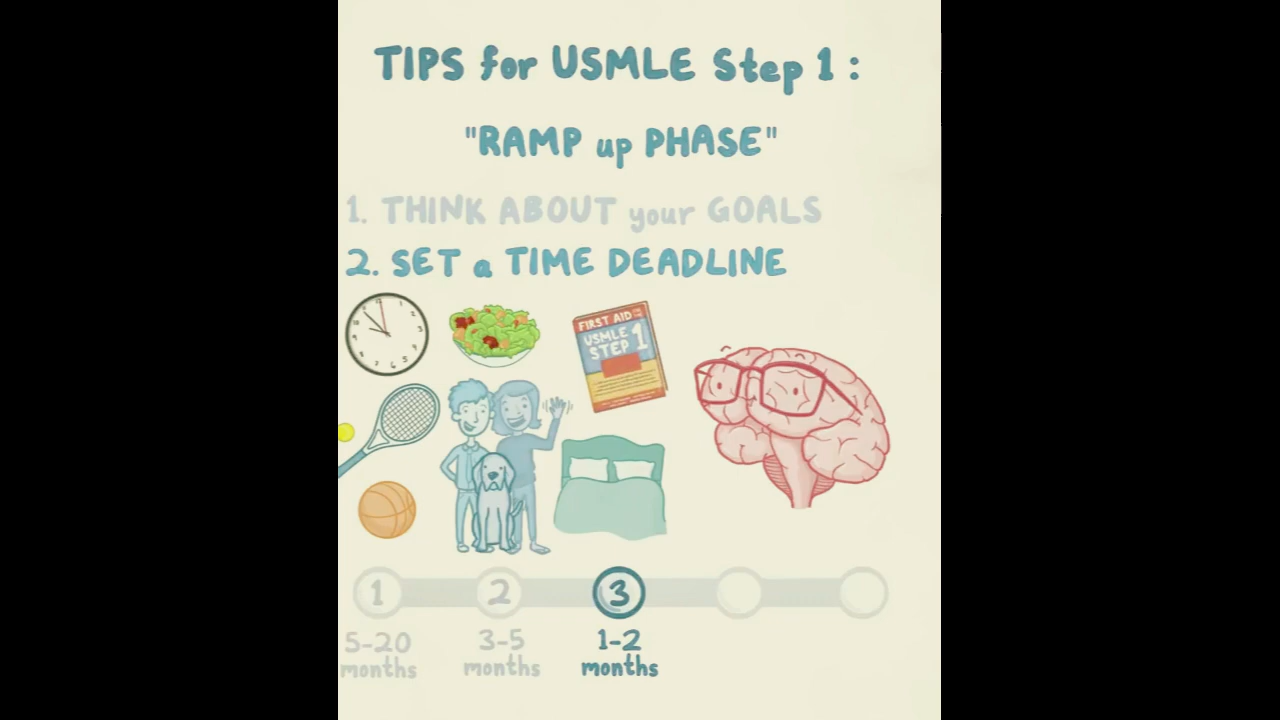 TIPS for USMLE Step 1 :
"RAMP up PHASE"
1. THINK ABOUT your GOALS
2. SET a TIME DEADLINE
FIRST AID
USMLE
STEP 1
1 2 3
5-20 months
3-5 months
1-2 months